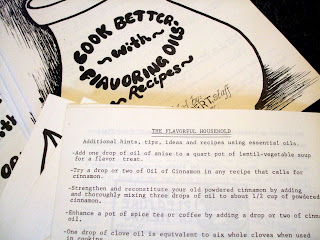 COOK BETTER
~ with ~
FLAVORING OILS
~ Recipes ~
staff
THE FLAVORFUL HOUSEHOLD
Additional hints, tips, ideas and recipes using essential oils...
-Add one drop of oil of anise to a quart pot of lentil-vegetable soup
for a flavor treat.
-Try a drop or two of Oil of Cinnamon in any recipe that calls for
cinnamon.
-Strengthen and reconstitute your old powdered cinnamon by adding
and thoroughly mixing three drops of oil to about 1/2 cup of powdered
cinnamon.
-Enhance a pot of spice tea or coffee by adding a drop or two of cinn
oil.
-One drop of clove oil is equivalent to six whole cloves when used
in cooking